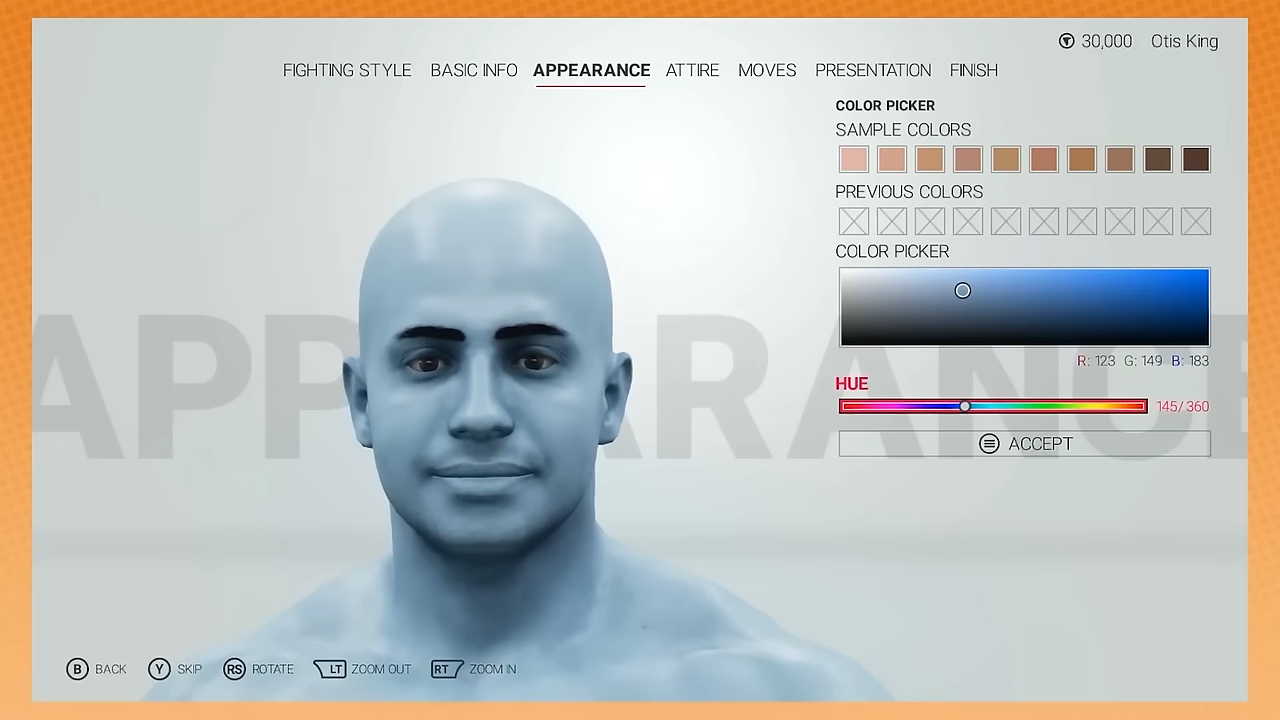 30,000 Otis King
FIGHTING STYLE BASIC INFO APPEARANCE ATTIRE MOVES PRESENTATION FINISH
COLOR PICKER
SAMPLE COLORS
PREVIOUS COLORS
COLOR PICKER
R: 123 G: 149 B: 183
HUE
145/360
ACCEPT
APPEARANCE
B BACK Y SKIP RS ROTATE LT ZOOM OUT RT ZOOM IN